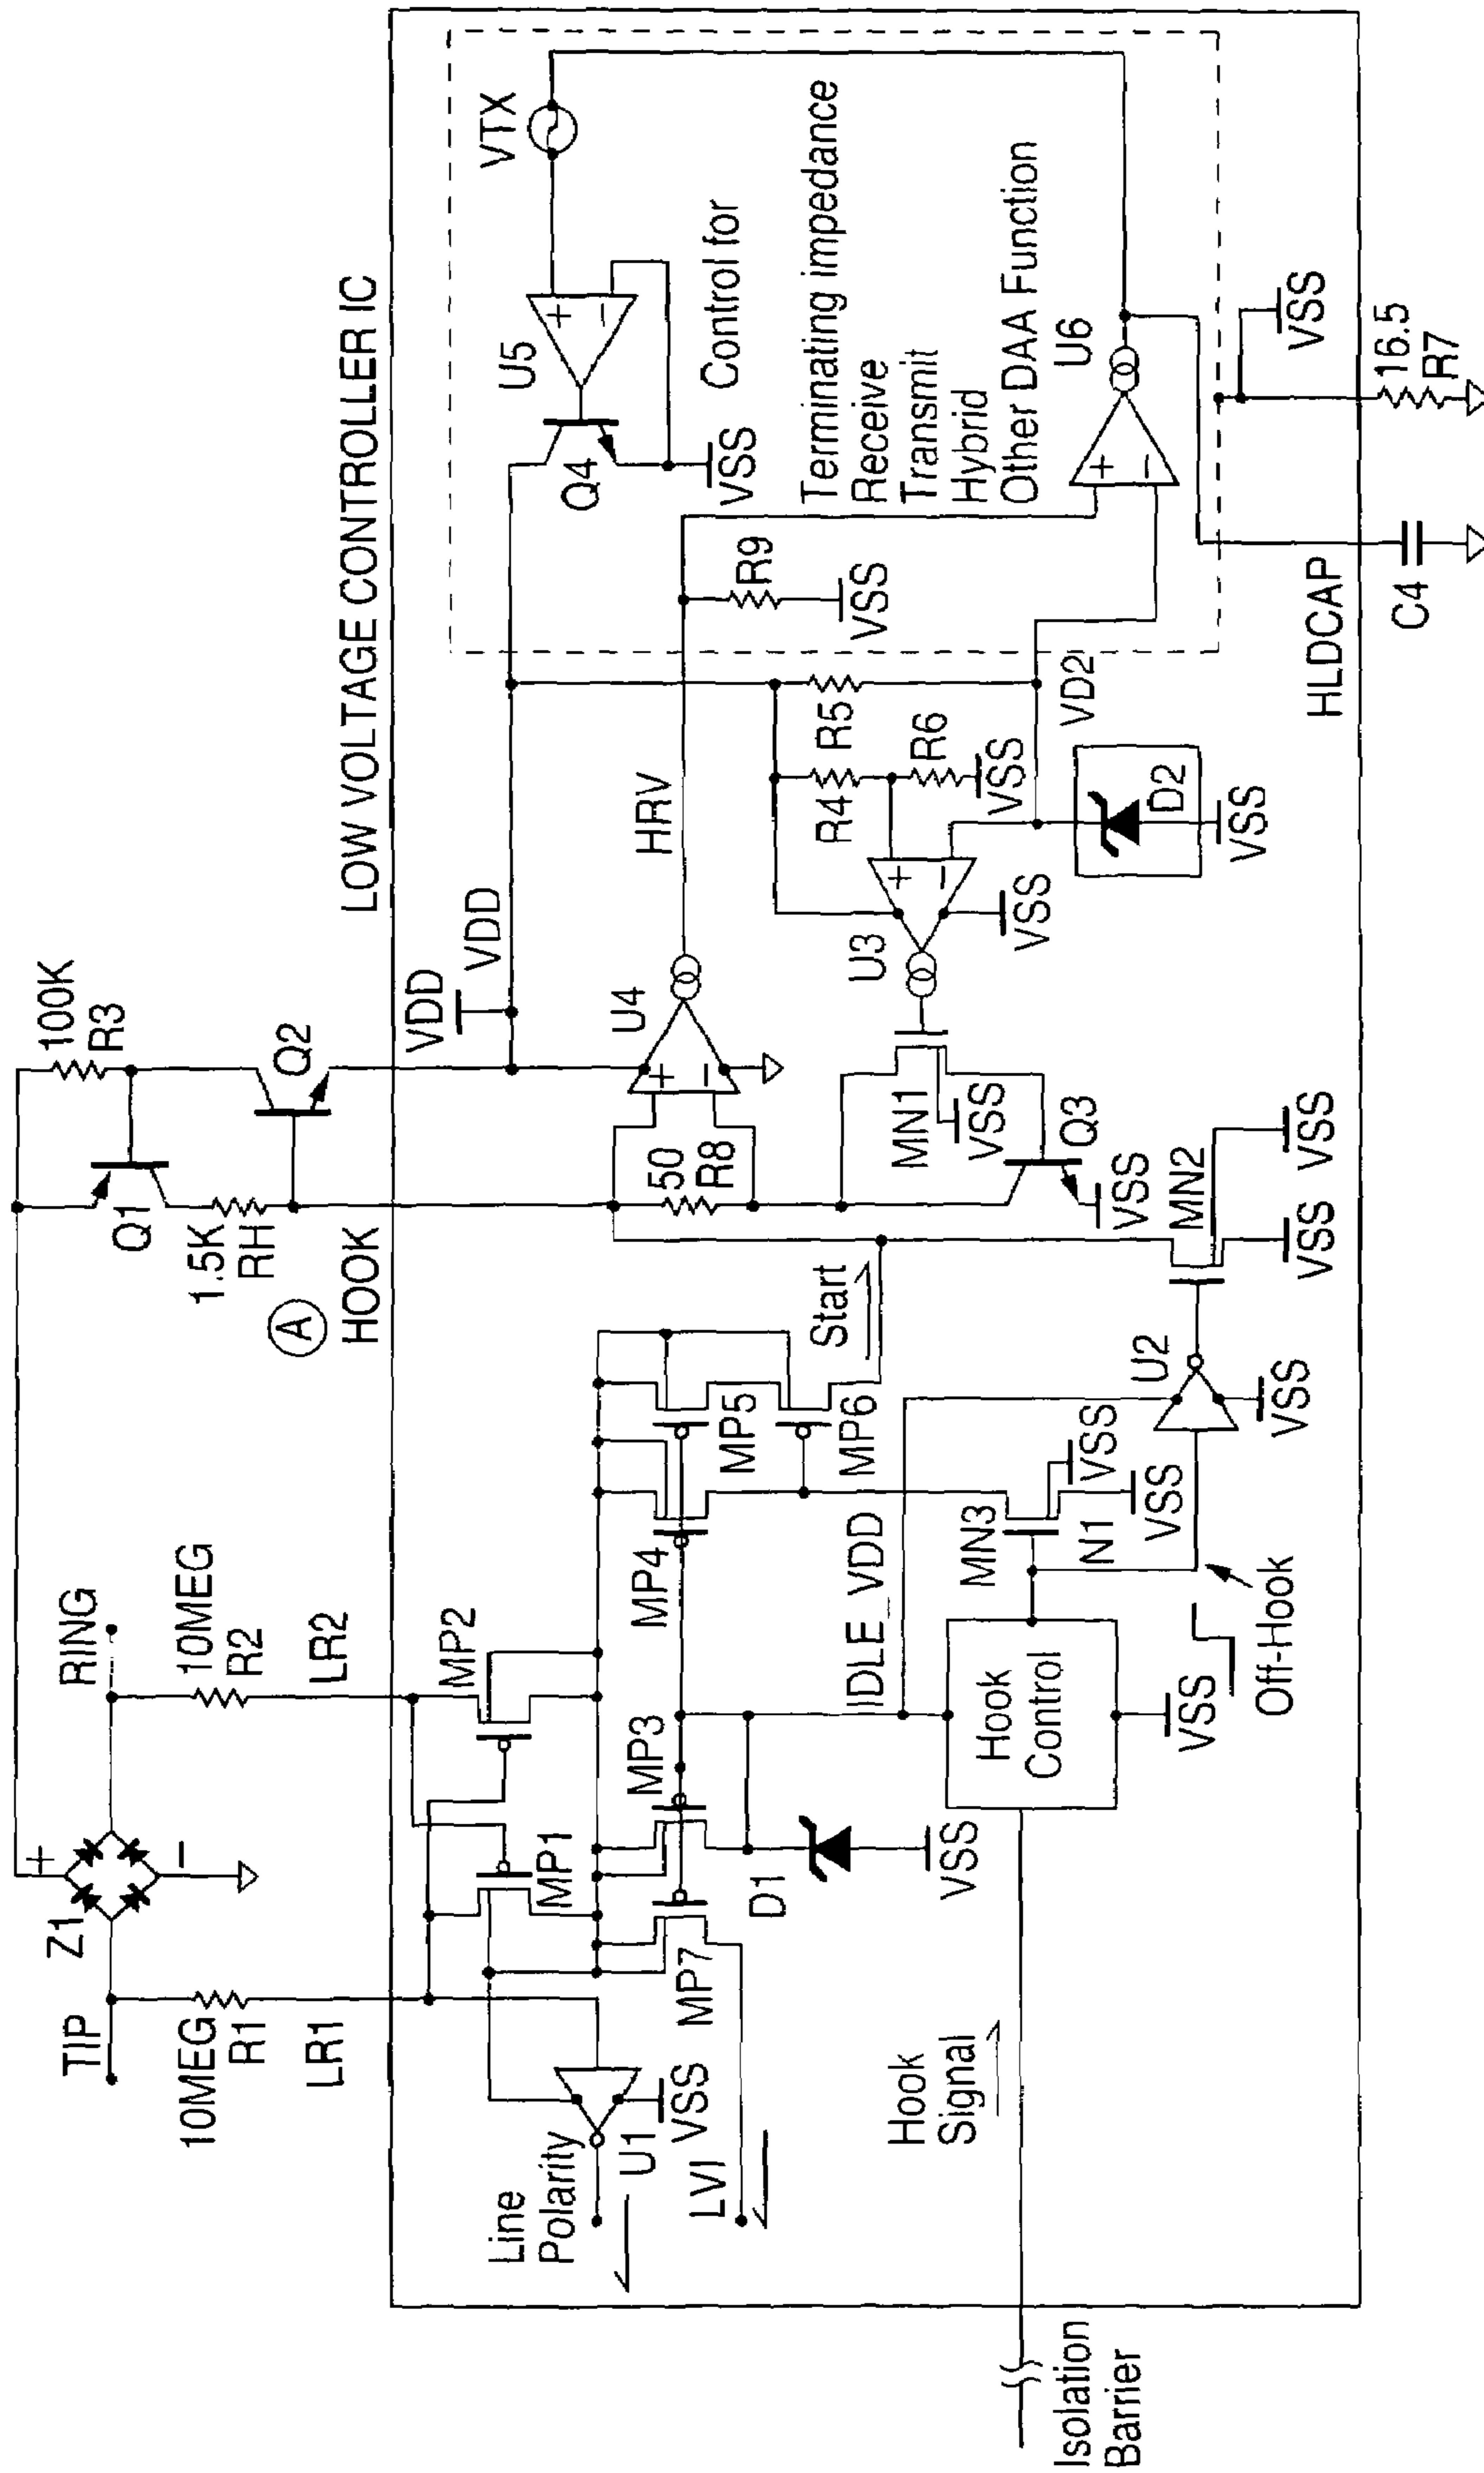 TIP
RING
Z1
+
−
10MEG
R1
10MEG
R2
LR1
LR2
100K
R3
Q1
Q2
1.5K
RH
A
HOOK
LOW VOLTAGE CONTROLLER IC
VDD
VDD
Line
Polarity
U1
VSS
LVI
MP1
MP2
MP7
MP3
MP4
MP5
MP6
D1
VSS
Start
IDLE_VDD
Hook
Signal
Hook
Control
VSS
MN3
N1
VSS
VSS
Off-Hook
U2
VSS
MN2
VSS
VSS
50
R8
+
−
U4
HRV
MN1
VSS
Q3
VSS
U3
+
−
VSS
R4
R5
R6
VSS
VD2
D2
VSS
R9
VSS
VTX
U5
+
−
Q4
VSS
Control for
Terminating impedance
Receive
Transmit
Hybrid
Other DAA Function
+
−
U6
VSS
HLDCAP
C4
16.5
R7
Isolation
Barrier